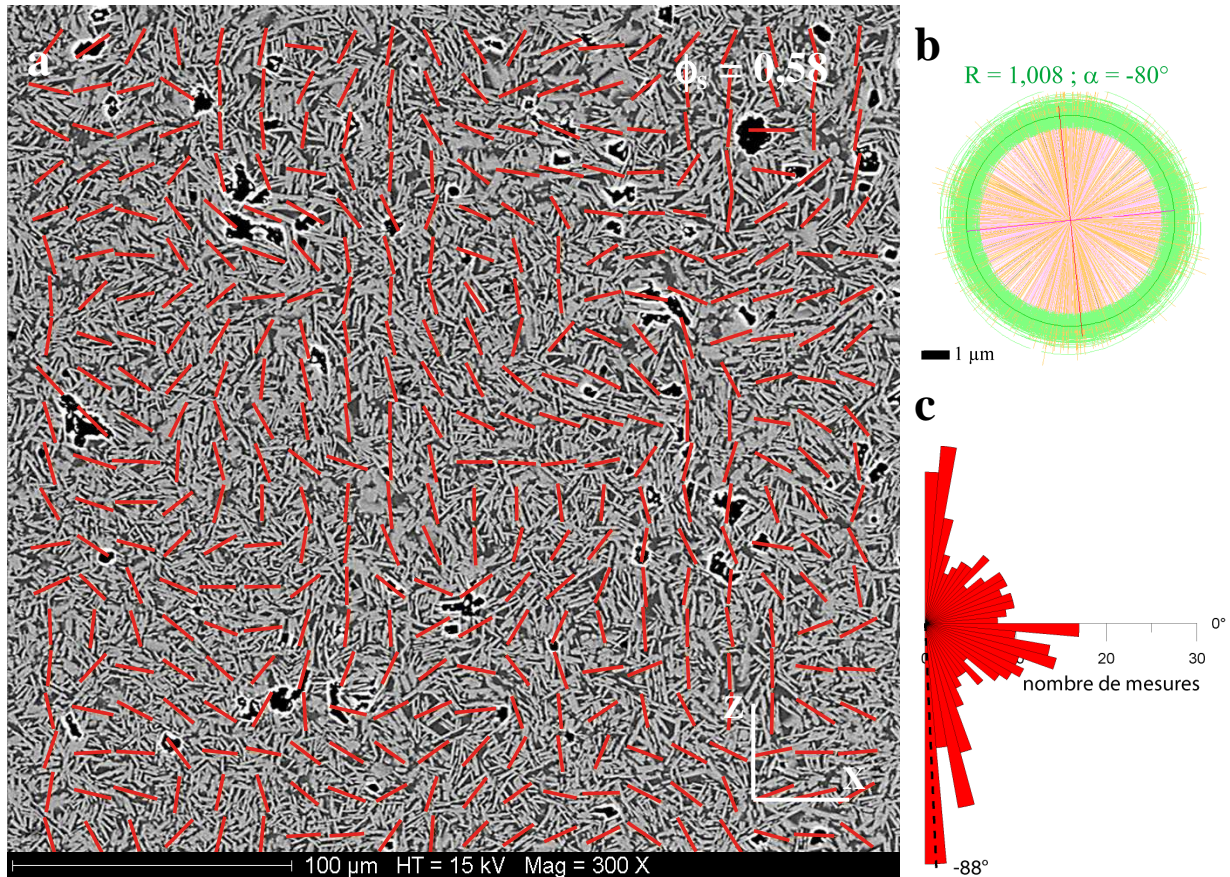 a
ϕs = 0.58
Z
X
100 µm HT = 15 kV Mag = 300 X
b
R = 1,008 ; α = -80°
1 µm
c
0°
0 10 20 30
nombre de mesures
-88°